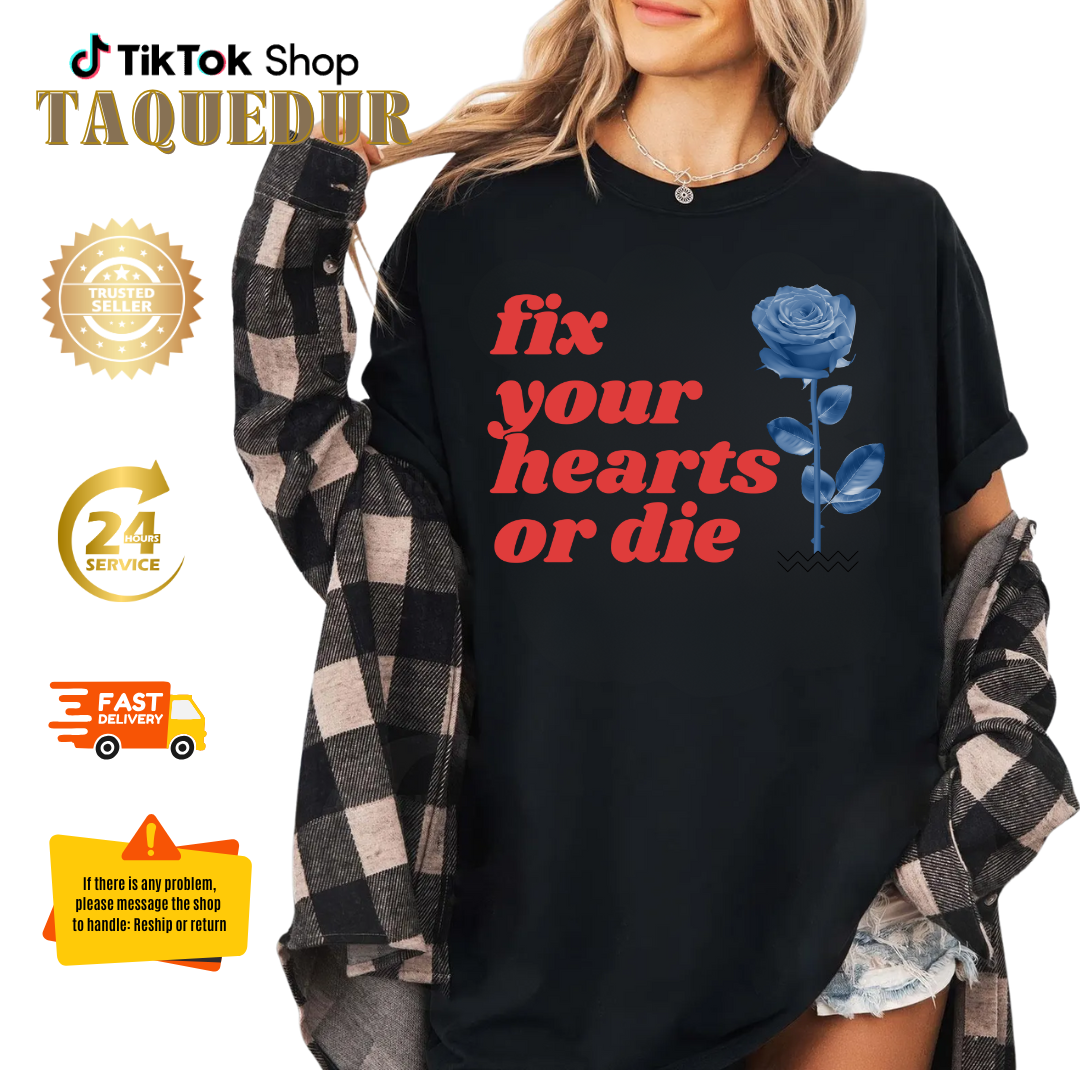 TikTok Shop
TAQUEDUR
TRUSTED
SELLER
24
HOURS
SERVICE
FAST
DELIVERY
If there is any problem,
please message the shop
to handle: Reship or return
fix
your
hearts
or die